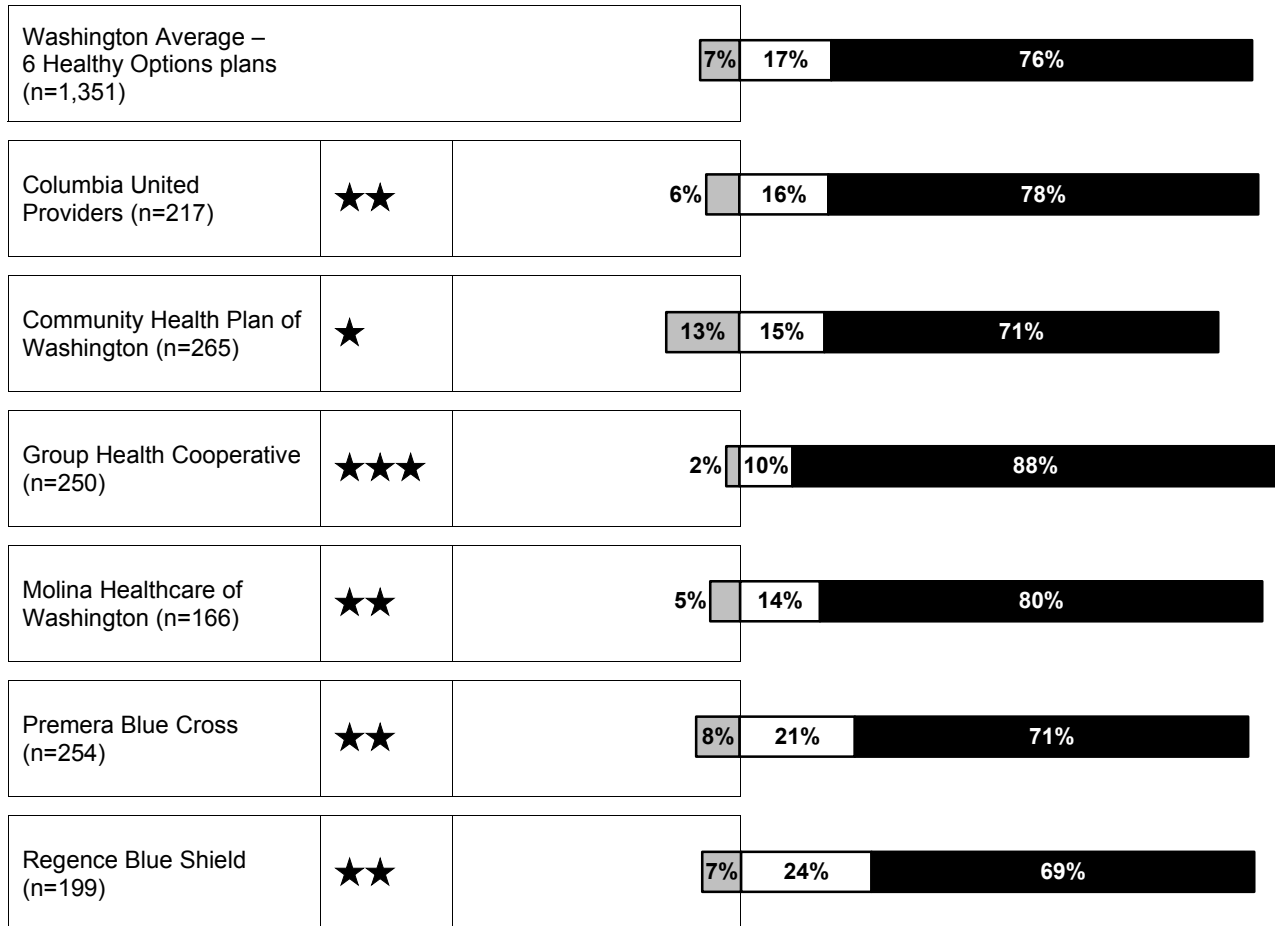 Washington Average –
6 Healthy Options plans
(n=1,351)
7% 17% 76%
Columbia United
Providers (n=217)
★★
6% 16% 78%
Community Health Plan of
Washington (n=265)
★
13% 15% 71%
Group Health Cooperative
(n=250)
★★★
2% 10% 88%
Molina Healthcare of
Washington (n=166)
★★
5% 14% 80%
Premera Blue Cross
(n=254)
★★
8% 21% 71%
Regence Blue Shield
(n=199)
★★
7% 24% 69%